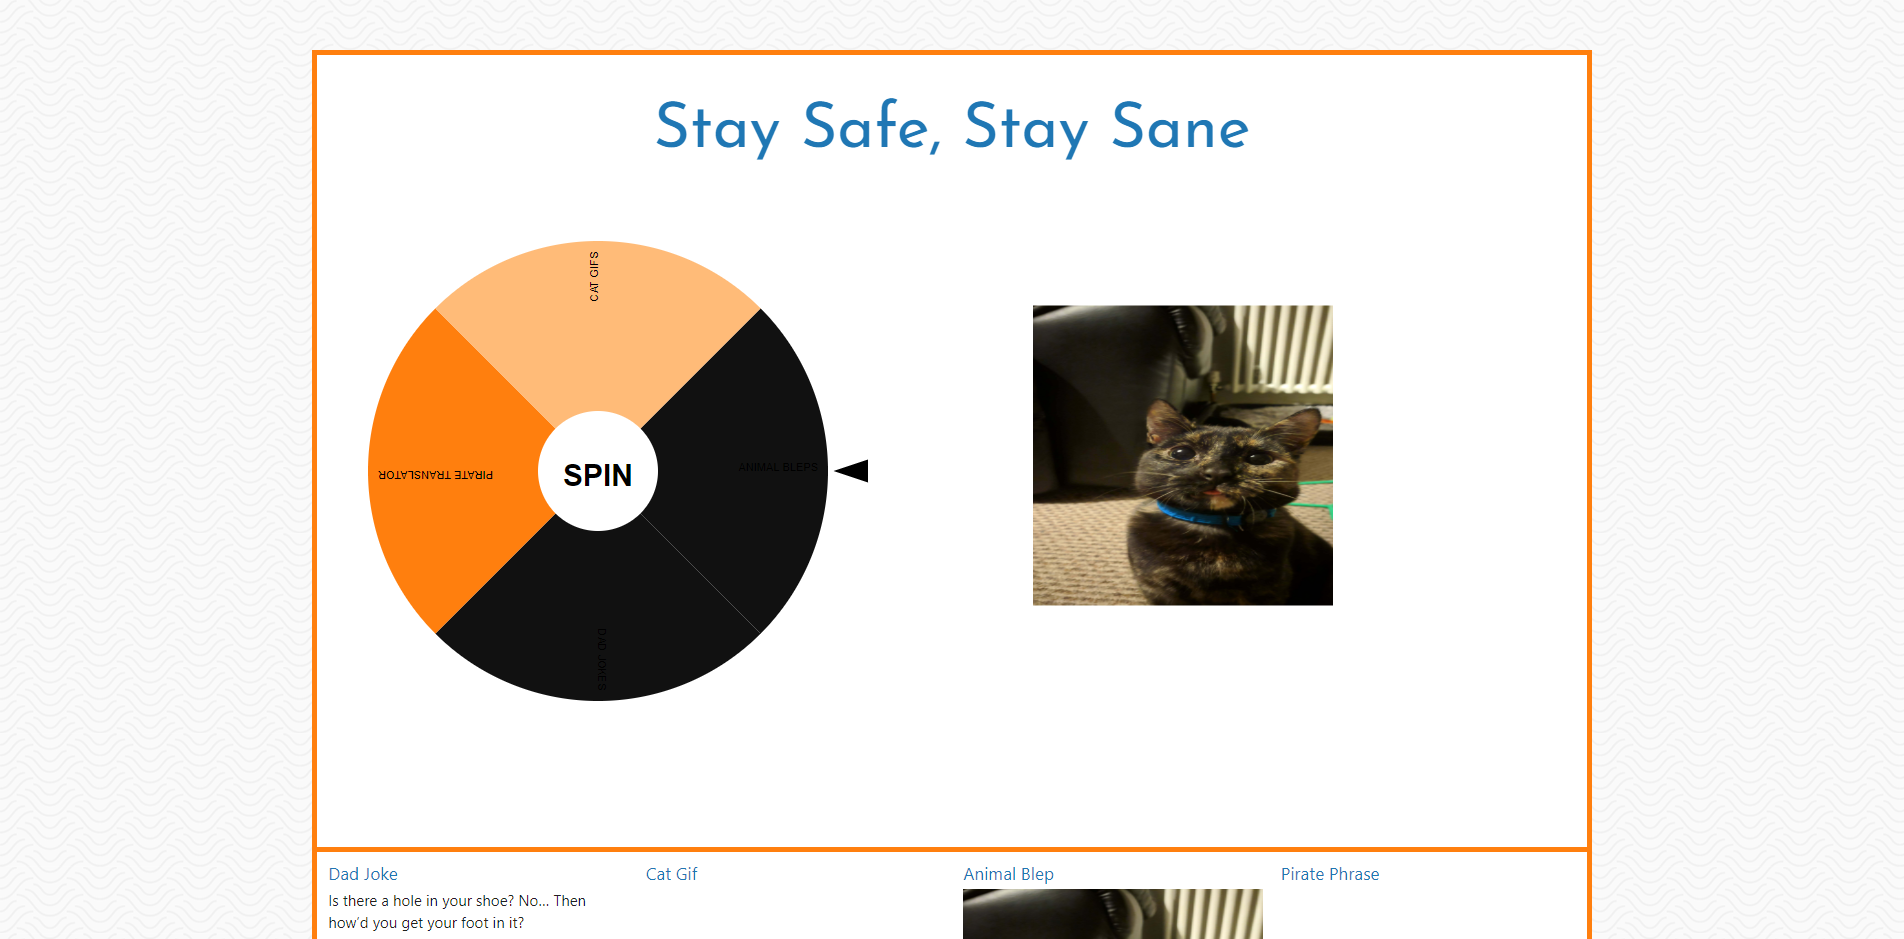 Stay Safe, Stay Sane
CAT GIFS
PIRATE TRANSLATOR
SPIN
ANIMAL BLEPS
DAD JOKES
Dad Joke
Is there a hole in your shoe? No... Then
how'd you get your foot in it?
Cat Gif
Animal Blep
Pirate Phrase